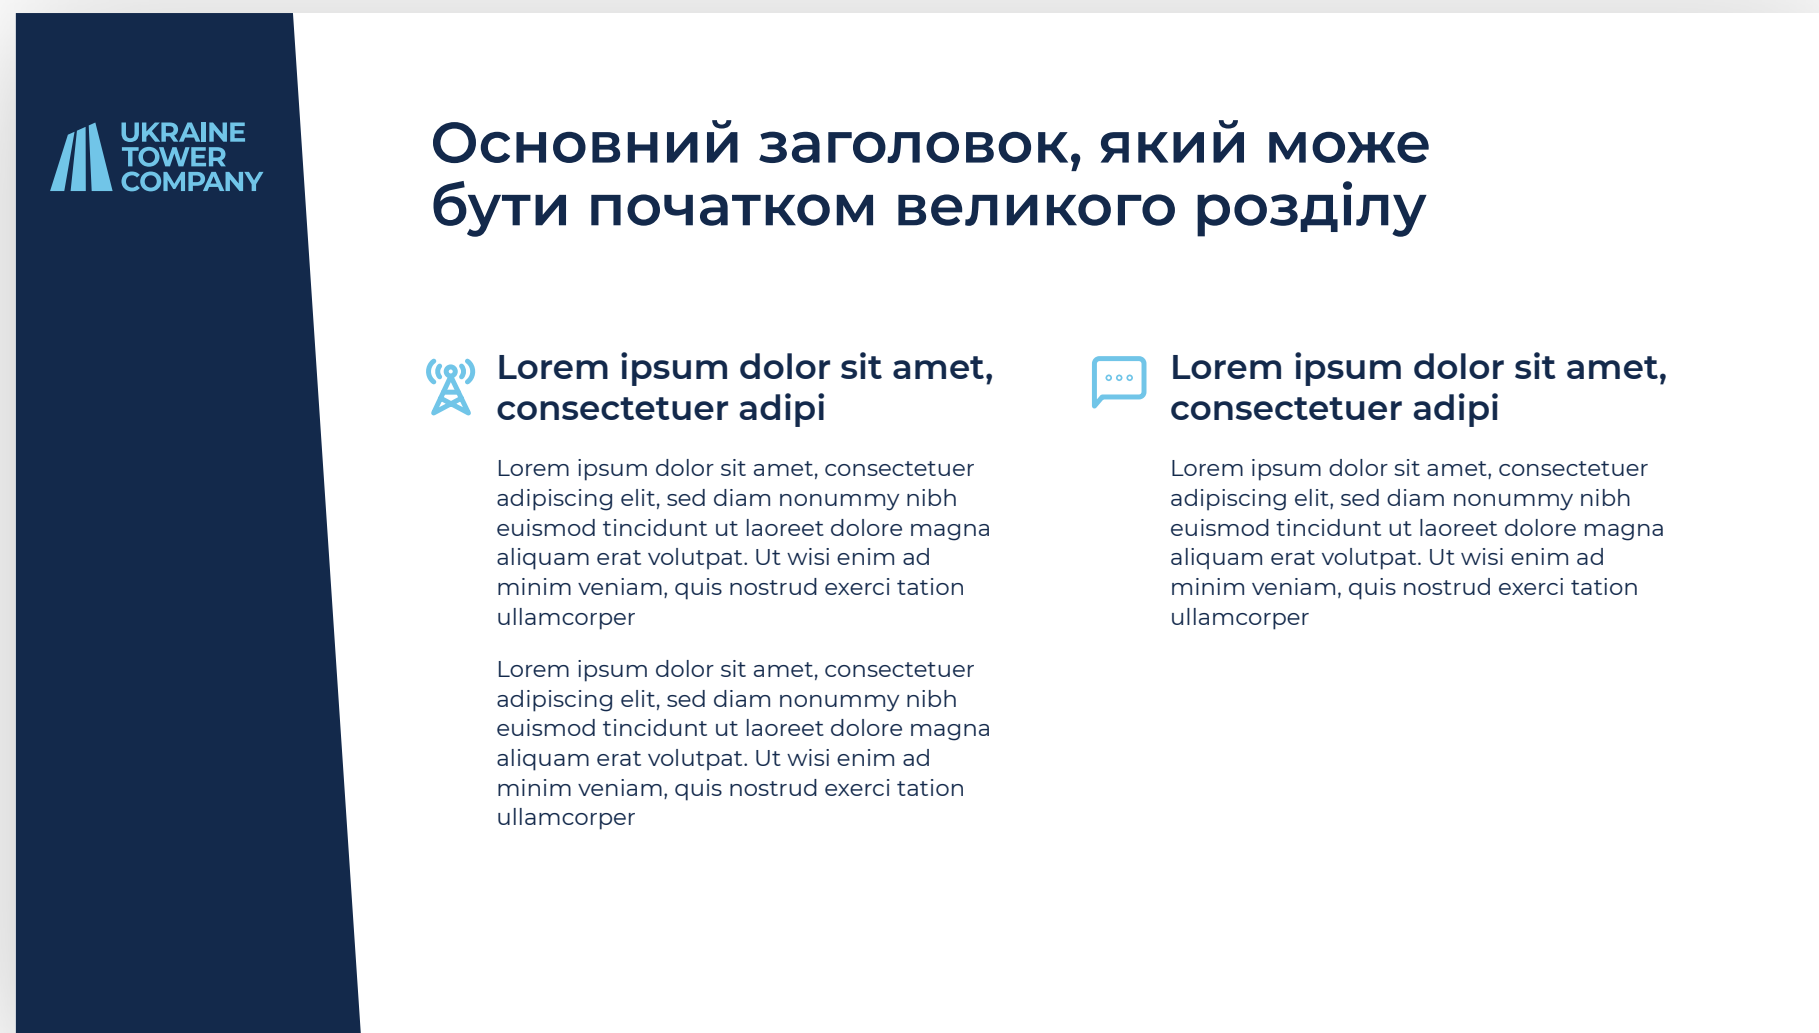 UKRAINE
TOWER
COMPANY
Основний заголовок, який може
бути початком великого розділу
Lorem ipsum dolor sit amet,
consectetuer adipi
Lorem ipsum dolor sit amet, consectetuer
adipiscing elit, sed diam nonummy nibh
euismod tincidunt ut laoreet dolore magna
aliquam erat volutpat. Ut wisi enim ad
minim veniam, quis nostrud exerci tation
ullamcorper
Lorem ipsum dolor sit amet, consectetuer
adipiscing elit, sed diam nonummy nibh
euismod tincidunt ut laoreet dolore magna
aliquam erat volutpat. Ut wisi enim ad
minim veniam, quis nostrud exerci tation
ullamcorper
Lorem ipsum dolor sit amet,
consectetuer adipi
Lorem ipsum dolor sit amet, consectetuer
adipiscing elit, sed diam nonummy nibh
euismod tincidunt ut laoreet dolore magna
aliquam erat volutpat. Ut wisi enim ad
minim veniam, quis nostrud exerci tation
ullamcorper